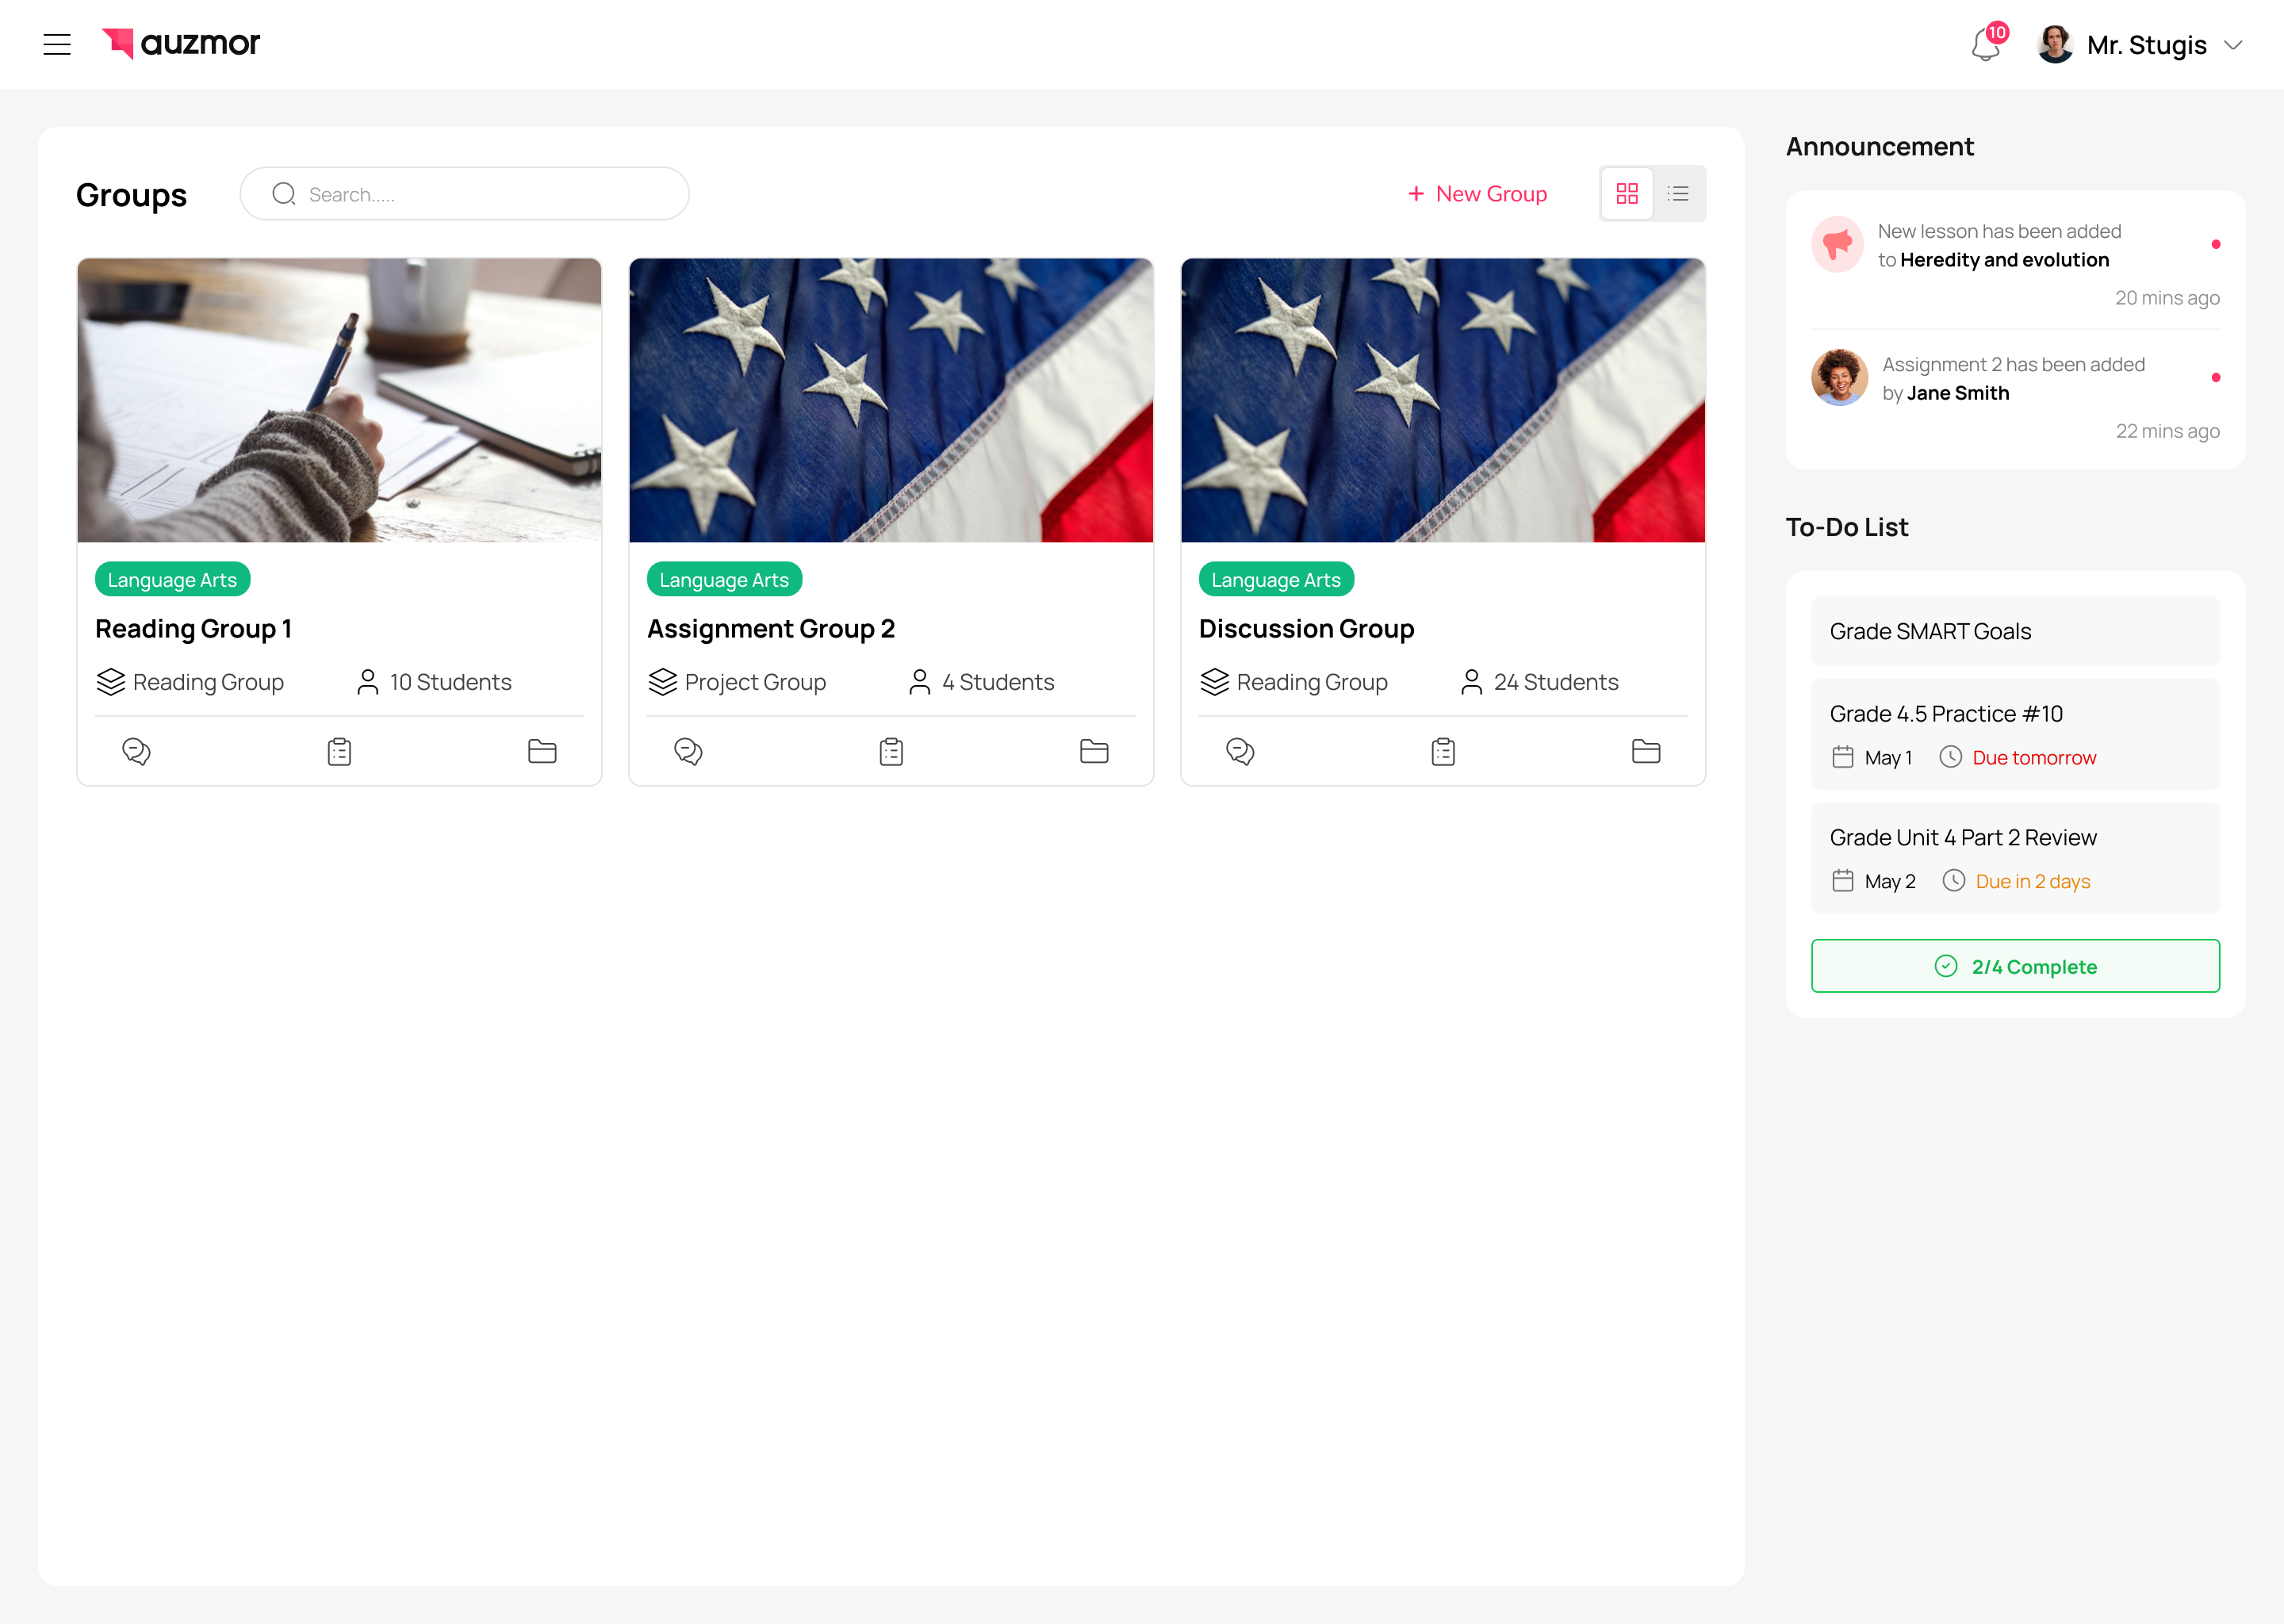 auzmor
10
Mr. Stugis
Groups
Search.....
+ New Group
Language Arts
Reading Group 1
Reading Group
10 Students
Language Arts
Assignment Group 2
Project Group
4 Students
Language Arts
Discussion Group
Reading Group
24 Students
Announcement
New lesson has been added
to Heredity and evolution
20 mins ago
Assignment 2 has been added
by Jane Smith
22 mins ago
To-Do List
Grade SMART Goals
Grade 4.5 Practice #10
May 1
Due tomorrow
Grade Unit 4 Part 2 Review
May 2
Due in 2 days
2/4 Complete